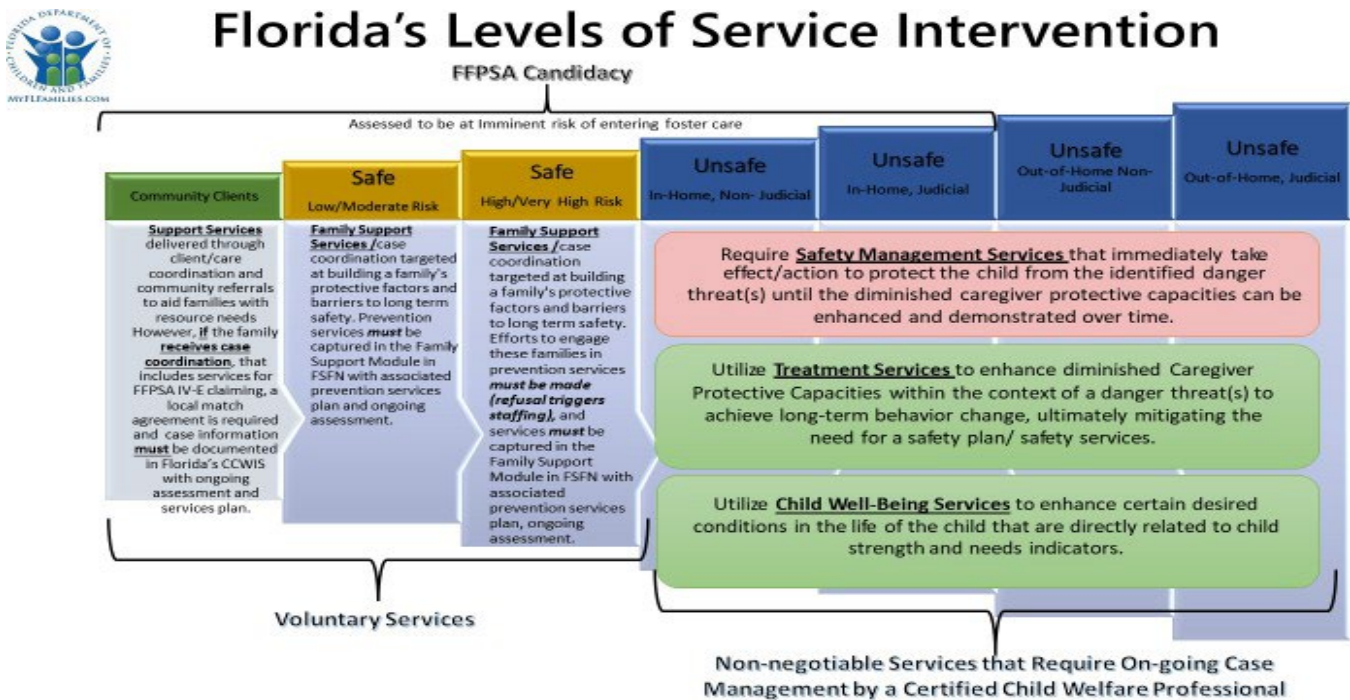 FLORIDA DEPARTMENT OF CHILDREN AND FAMILIES
MYFLFAMILIES.COM
Florida's Levels of Service Intervention
FFPSA Candidacy
Assessed to be at Imminent risk of entering foster care
Community Clients
Support Services
delivered through
client/care
coordination and
community referrals
to aid families with
resource needs
However, if the family
receives case
coordination, that
includes services for
FFPSA IV-E claiming, a
local match
agreement is required
and case information
must be documented
in Florida's CCWIS
with ongoing
assessment and
services plan.
Safe
Low/Moderate Risk
Family Support
Services /case
coordination targeted
at building a family's
protective factors and
barriers to long term
safety. Prevention
services must be
captured in the Family
Support Module in
FSFN with associated
prevention services
plan and ongoing
assessment.
Safe
High/Very High Risk
Family Support
Services /case
coordination
targeted at building
a family's protective
factors and barriers
to long term safety.
Efforts to engage
these families in
prevention services
must be made
(refusal triggers
staffing), and
services must be
captured in the
Family Support
Module in FSFN with
associated
prevention services
plan, ongoing
assessment.
Unsafe
In-Home, Non- Judicial
Unsafe
In-Home, Judicial
Unsafe
Out-of-Home Non-
Judicial
Unsafe
Out-of-Home, Judicial
Require Safety Management Services that immediately take
effect/action to protect the child from the identified danger
threat(s) until the diminished caregiver protective capacities can be
enhanced and demonstrated over time.
Utilize Treatment Services to enhance diminished Caregiver
Protective Capacities within the context of a danger threat(s) to
achieve long-term behavior change, ultimately mitigating the
need for a safety plan/ safety services.
Utilize Child Well-Being Services to enhance certain desired
conditions in the life of the child that are directly related to child
strength and needs indicators.
Voluntary Services
Non-negotiable Services that Require On-going Case
Management by a Certified Child Welfare Professional